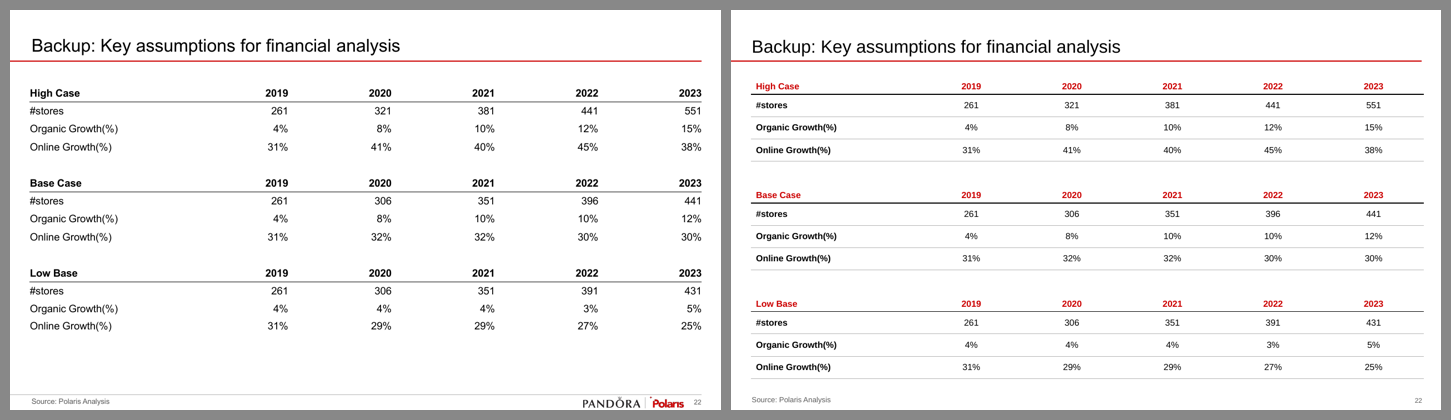 Backup: Key assumptions for financial analysis
High Case 2019 2020 2021 2022 2023
#stores 261 321 381 441 551
Organic Growth(%) 4% 8% 10% 12% 15%
Online Growth(%) 31% 41% 40% 45% 38%
Base Case 2019 2020 2021 2022 2023
#stores 261 306 351 396 441
Organic Growth(%) 4% 8% 10% 10% 12%
Online Growth(%) 31% 32% 32% 30% 30%
Low Base 2019 2020 2021 2022 2023
#stores 261 306 351 391 431
Organic Growth(%) 4% 4% 4% 3% 5%
Online Growth(%) 31% 29% 29% 27% 25%
Source: Polaris Analysis PANDÓRA Polaris 22
Backup: Key assumptions for financial analysis
High Case 2019 2020 2021 2022 2023
#stores 261 321 381 441 551
Organic Growth(%) 4% 8% 10% 12% 15%
Online Growth(%) 31% 41% 40% 45% 38%
Base Case 2019 2020 2021 2022 2023
#stores 261 306 351 396 441
Organic Growth(%) 4% 8% 10% 10% 12%
Online Growth(%) 31% 32% 32% 30% 30%
Low Base 2019 2020 2021 2022 2023
#stores 261 306 351 391 431
Organic Growth(%) 4% 4% 4% 3% 5%
Online Growth(%) 31% 29% 29% 27% 25%
Source: Polaris Analysis 22